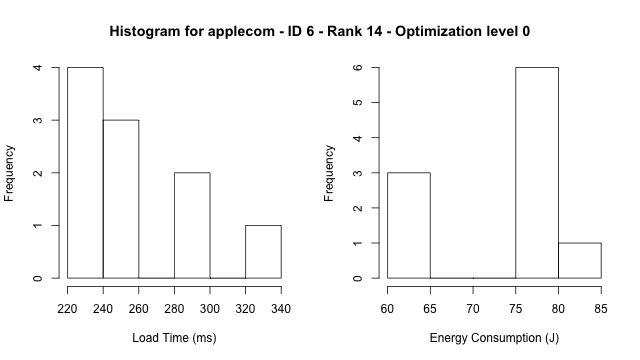 Histogram for applecom - ID 6 - Rank 14 - Optimization level 0
Frequency
0 1 2 3 4
220 240 260 280 300 320 340
Load Time (ms)
Frequency
0 1 2 3 4 5 6
60 65 70 75 80 85
Energy Consumption (J)